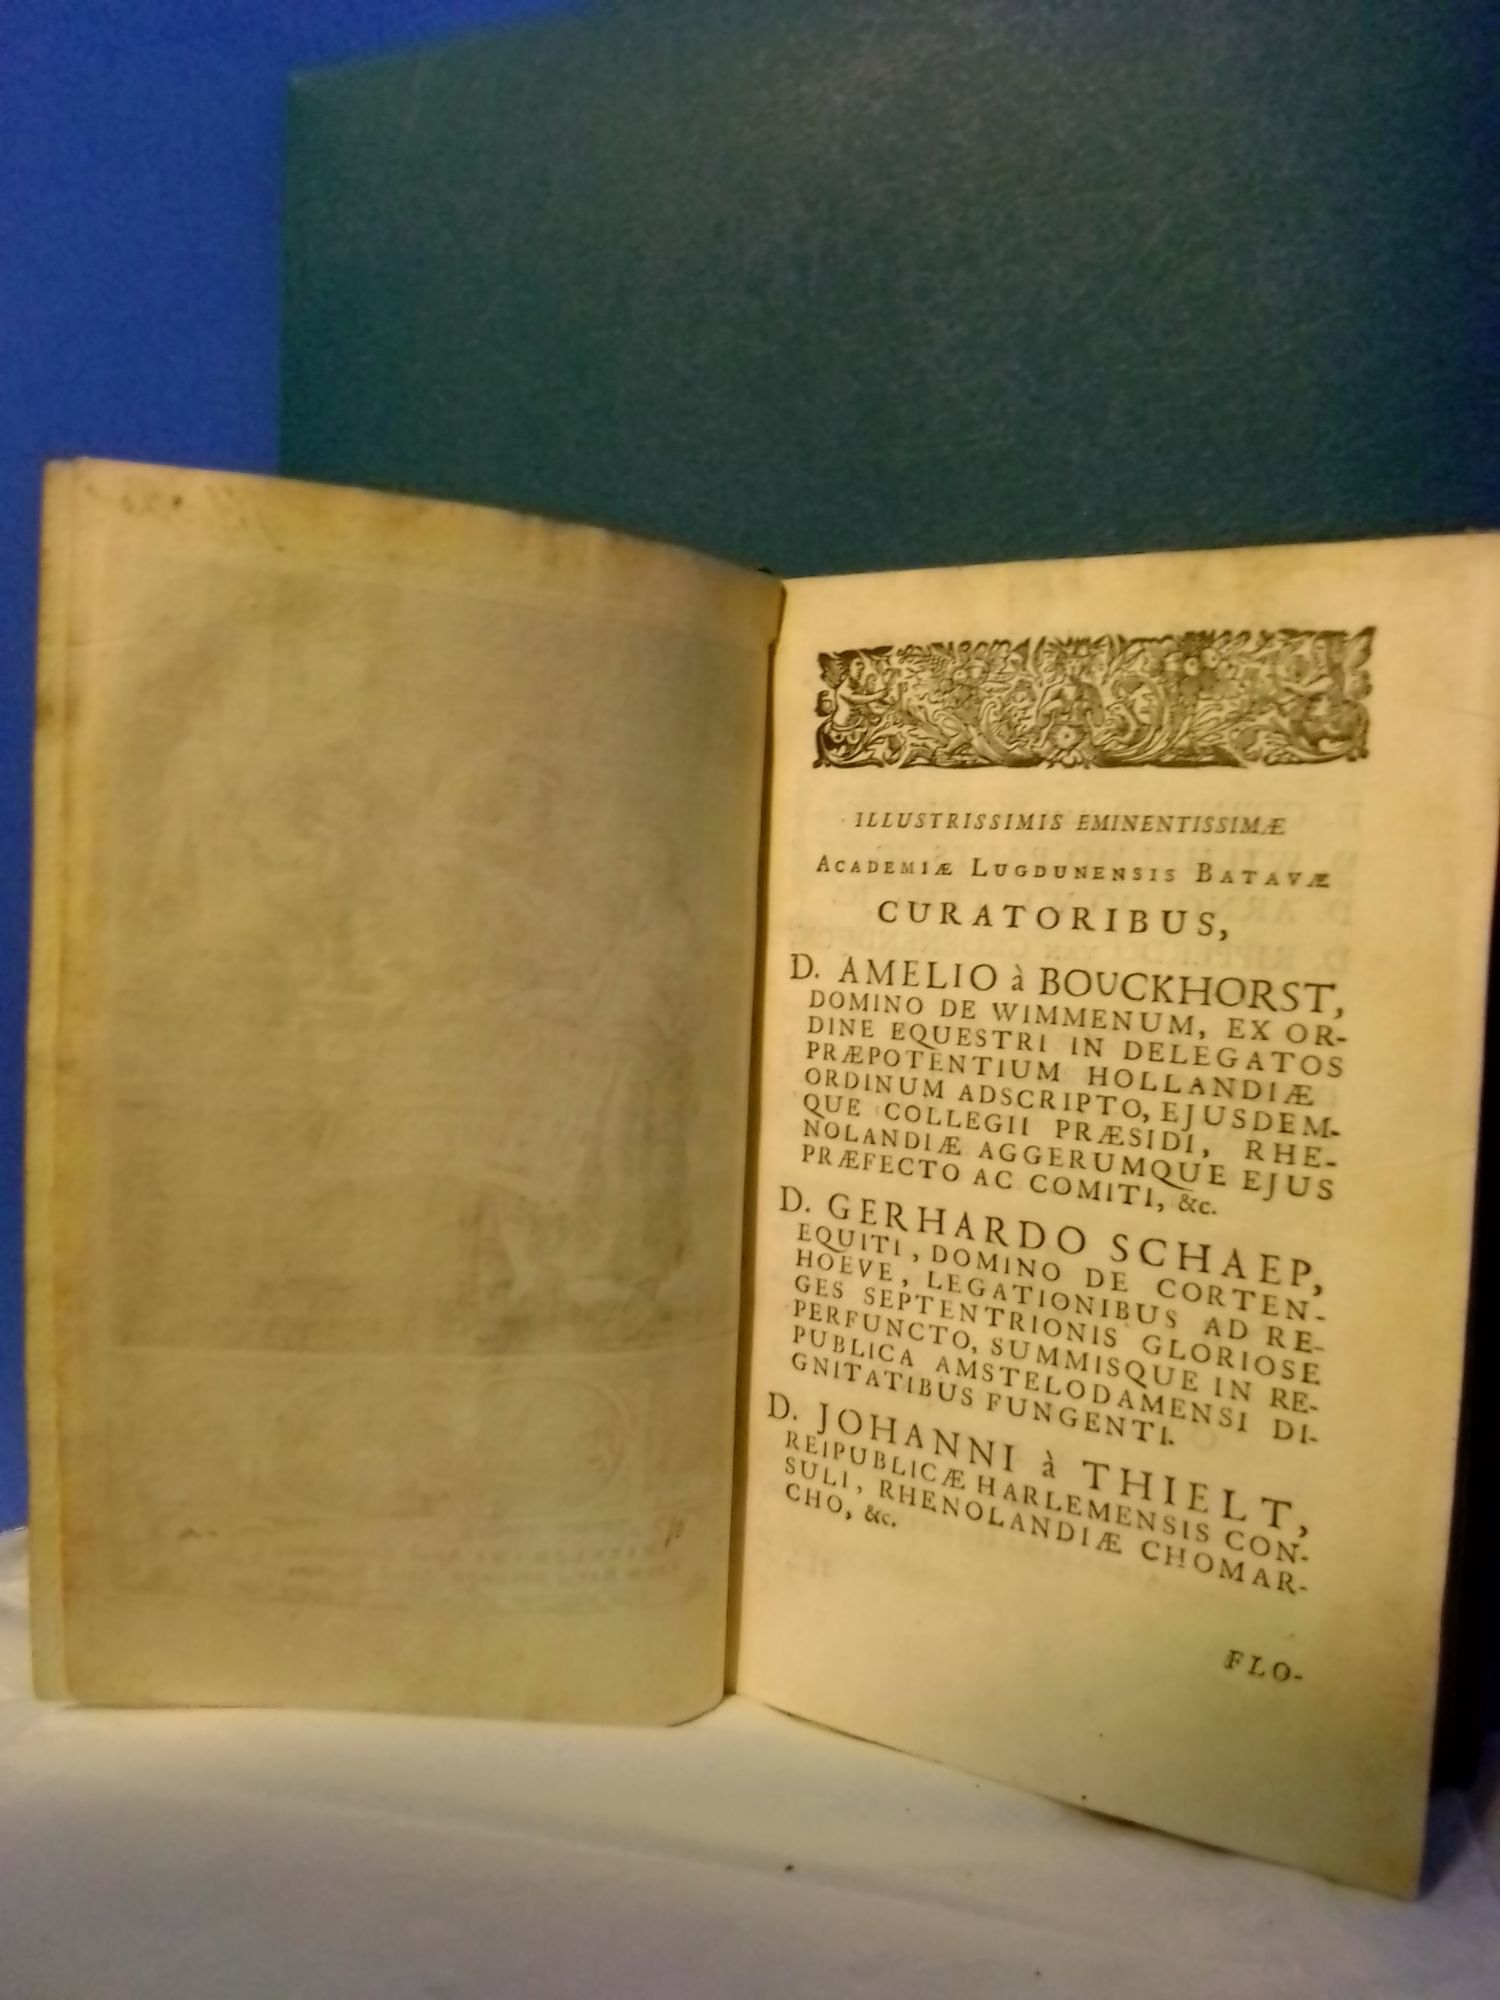 ILLUSTRISSIMIS EMINENTISSIMÆ
ACADEMIÆ LUGDUNENSIS BATAVÆ
CURATORIBUS,
D. AMELIO à BOUCKHORST,
DOMINO DE WIMMENUM, EX OR-
DINE EQUESTRI IN DELEGATOS
PRÆPOTENTIUM HOLLANDIÆ
ORDINUM ADSCRIPTO, EJUSDEM-
QUE COLLEGII PRÆSIDI, RHE-
NOLANDIÆ AGGERUMQUE EJUS
PRÆFECTO AC COMITI, &c.
D. GERHARDO SCHAEP,
EQUITI, DOMINO DE CORTEN-
HOEVE, LEGATIONIBUS AD RE-
GES SEPTENTRIONIS GLORIOSE
PERFUNCTO, SUMMISQUE IN RE-
PUBLICA AMSTELODAMENSI DI-
GNITATIBUS FUNGENTI.
D. JOHANNI à THIELT,
REIPUBLICÆ HARLEMENSIS CON-
SULI, RHENOLANDIÆ CHOMAR-
CHO, &c.
FLO-